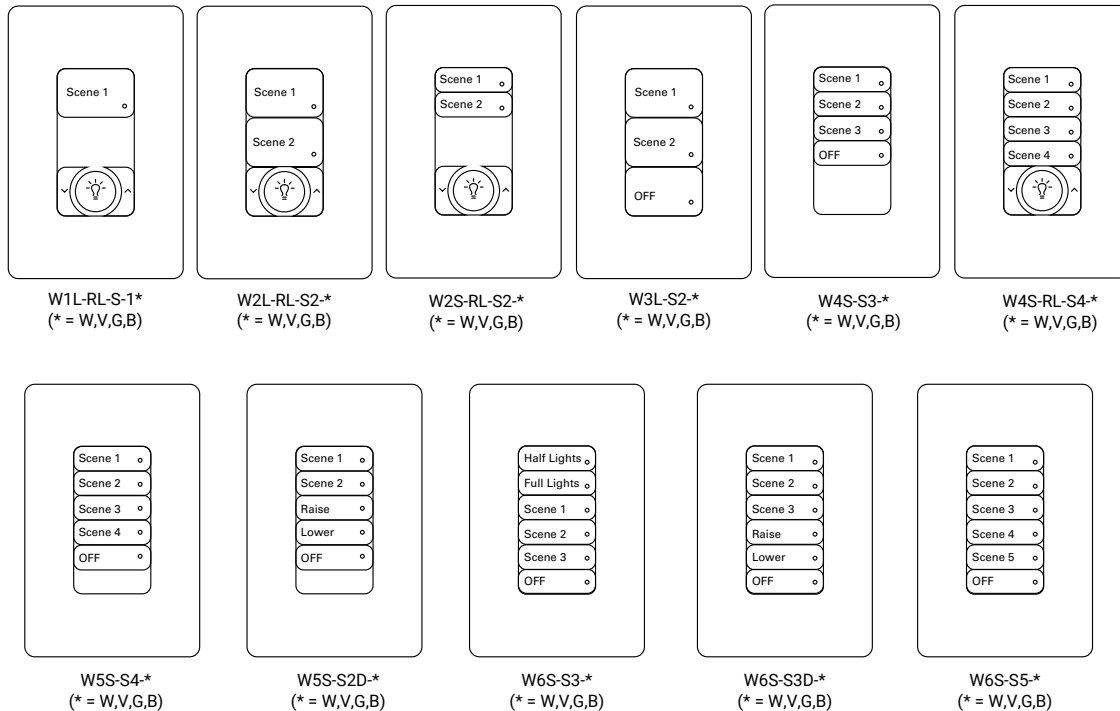 Scene 1
W1L-RL-S-1*
(* = W,V,G,B)
Scene 1
Scene 2
W2L-RL-S2-*
(* = W,V,G,B)
Scene 1
Scene 2
W2S-RL-S2-*
(* = W,V,G,B)
Scene 1
Scene 2
OFF
W3L-S2-*
(* = W,V,G,B)
Scene 1
Scene 2
Scene 3
OFF
W4S-S3-*
(* = W,V,G,B)
Scene 1
Scene 2
Scene 3
Scene 4
W4S-RL-S4-*
(* = W,V,G,B)
Scene 1
Scene 2
Scene 3
Scene 4
OFF
W5S-S4-*
(* = W,V,G,B)
Scene 1
Scene 2
Raise
Lower
OFF
W5S-S2D-*
(* = W,V,G,B)
Half Lights
Full Lights
Scene 1
Scene 2
Scene 3
OFF
W6S-S3-*
(* = W,V,G,B)
Scene 1
Scene 2
Scene 3
Raise
Lower
OFF
W6S-S3D-*
(* = W,V,G,B)
Scene 1
Scene 2
Scene 3
Scene 4
Scene 5
OFF
W6S-S5-*
(* = W,V,G,B)